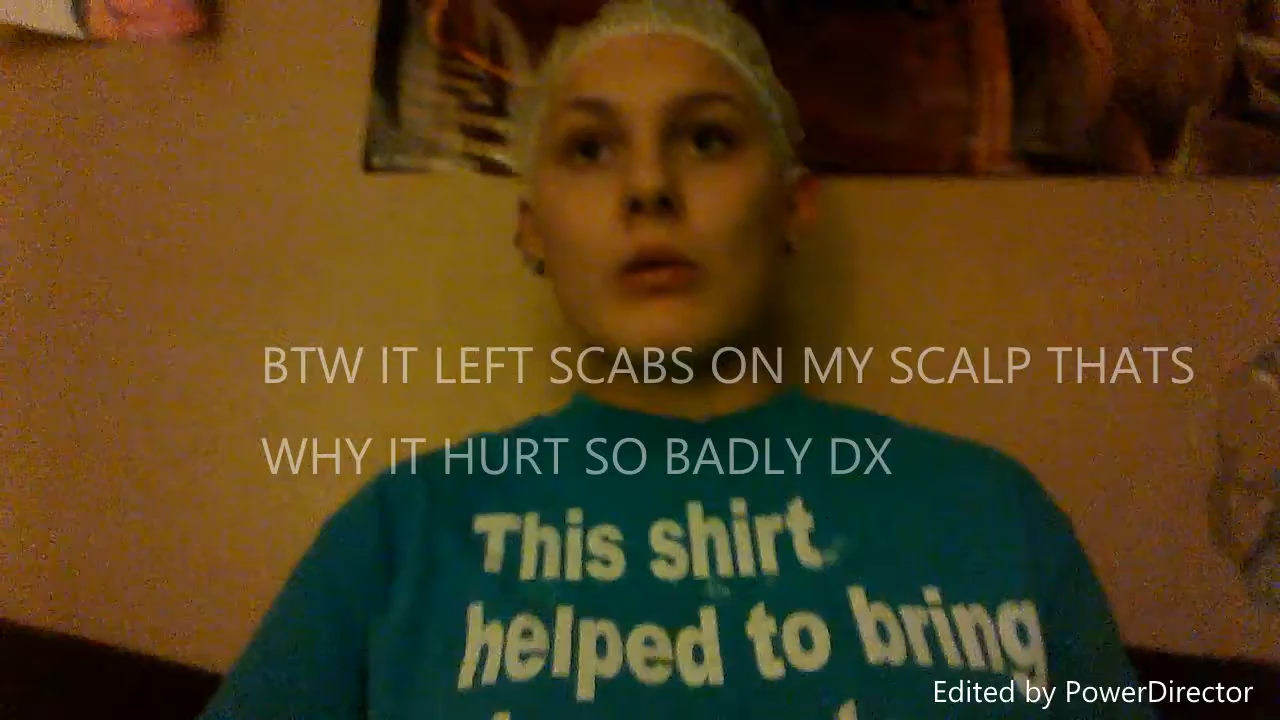 BTW IT LEFT SCABS ON MY SCALP THATS
WHY IT HURT SO BADLY DX
This shirt
helped to bring
Edited by PowerDirector